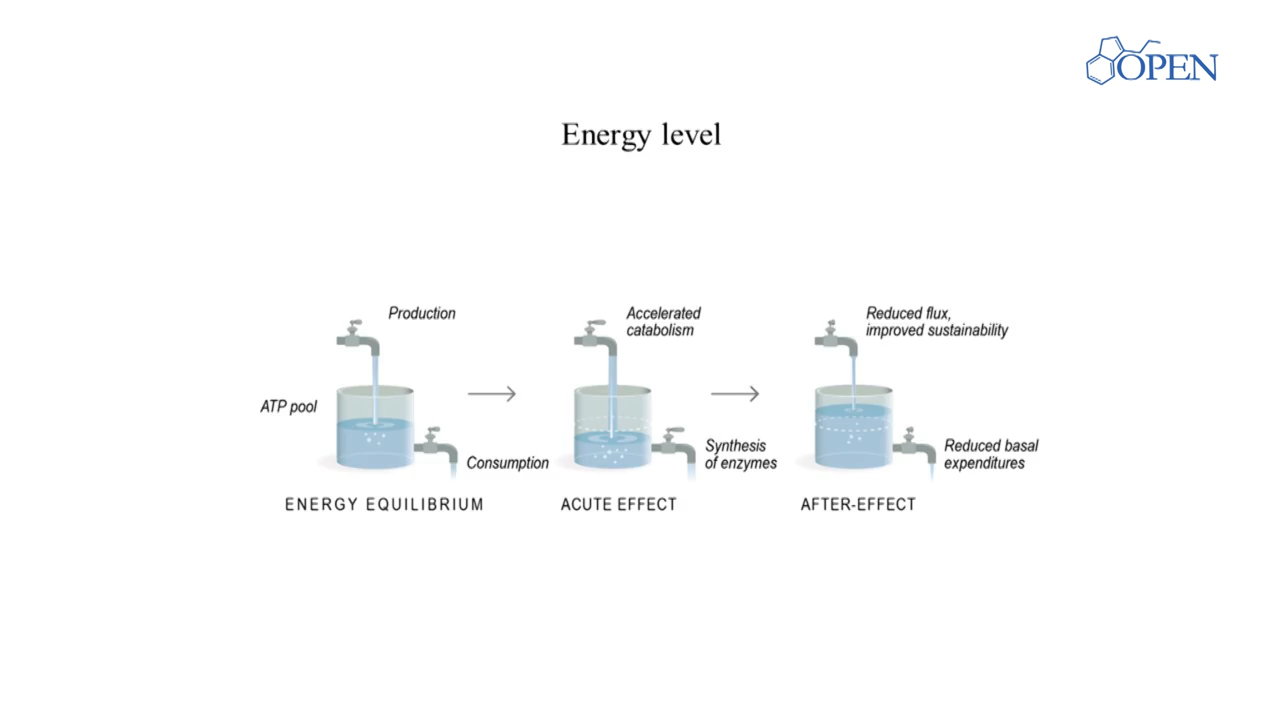 OPEN
Energy level
Production
ATP pool
Consumption
ENERGY EQUILIBRIUM
Accelerated
catabolism
Synthesis
of enzymes
ACUTE EFFECT
Reduced flux,
improved sustainability
Reduced basal
expenditures
AFTER-EFFECT